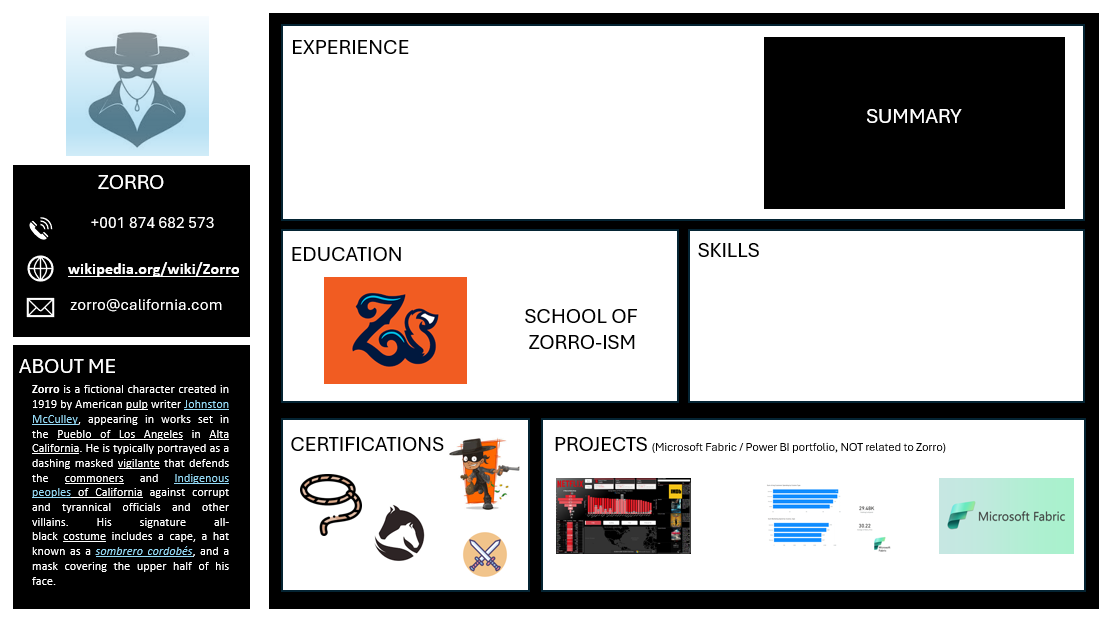 ZORRO
+001 874 682 573
wikipedia.org/wiki/Zorro
zorro@california.com
ABOUT ME
Zorro is a fictional character created in
1919 by American pulp writer Johnston
McCulley, appearing in works set in
the Pueblo of Los Angeles in Alta
California. He is typically portrayed as a
dashing masked vigilante that defends
the commoners and Indigenous
peoples of California against corrupt
and tyrannical officials and other
villains. His signature all-
black costume includes a cape, a hat
known as a sombrero cordobés, and a
mask covering the upper half of his
face.
EXPERIENCE
SUMMARY
EDUCATION
SCHOOL OF
ZORRO-ISM
SKILLS
CERTIFICATIONS
PROJECTS (Microsoft Fabric / Power BI portfolio, NOT related to Zorro)
NETFLIX
29.48K
30.22
Microsoft Fabric